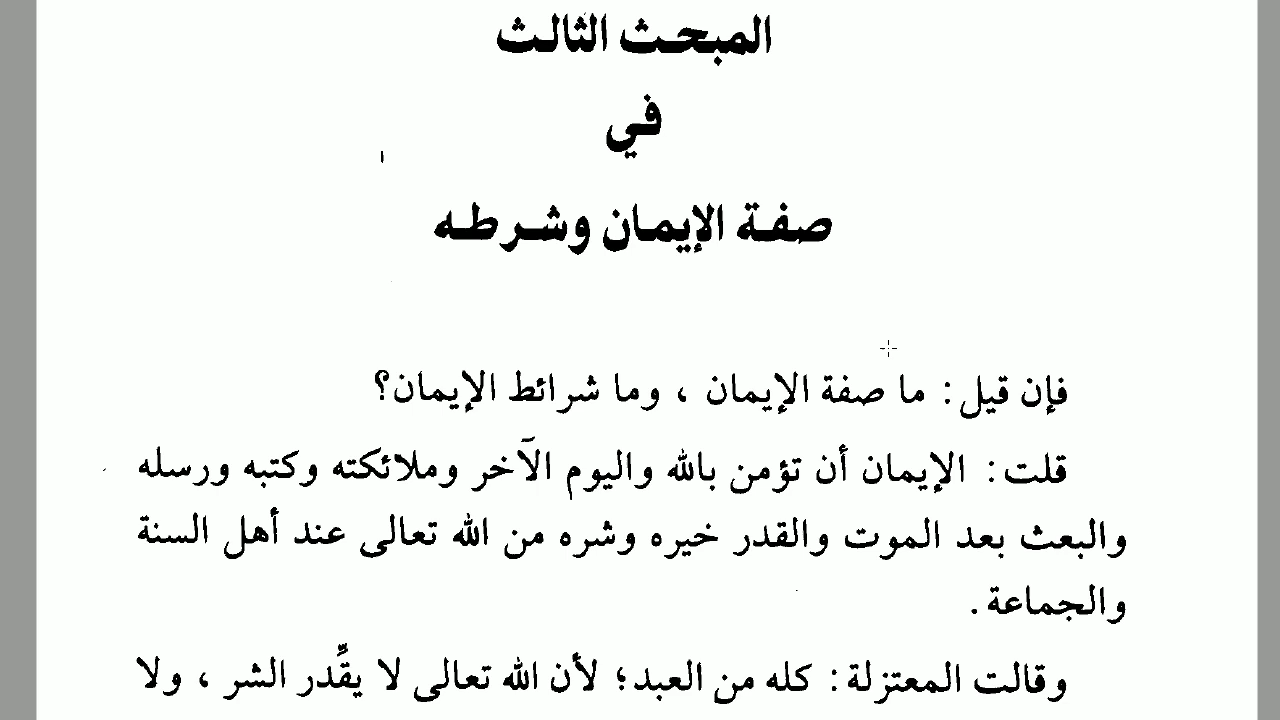 المبحث الثالث
في
صفة الإيمان وشرطه
فإن قيل: ما صفة الإيمان ، وما شرائط الإيمان؟
قلت: الإيمان أن تؤمن بالله واليوم الآخر وملائكته وكتبه ورسله
والبعث بعد الموت والقدر خيره وشره من الله تعالى عند أهل السنة
والجماعة.
وقالت المعتزلة: كله من العبد؛ لأن الله تعالى لا يقِّدر الشر ، ولا